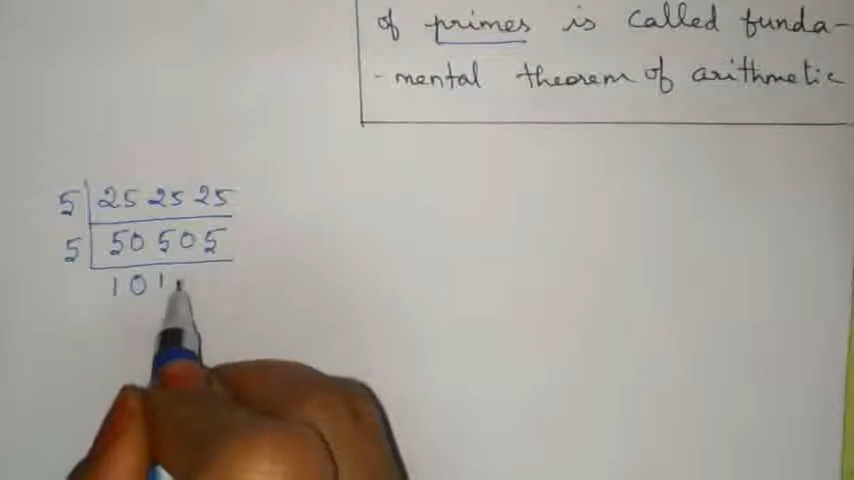 of primes is called funda-
-mental theorem of arithmetic
5 25 25 25
5 50 50 5
101